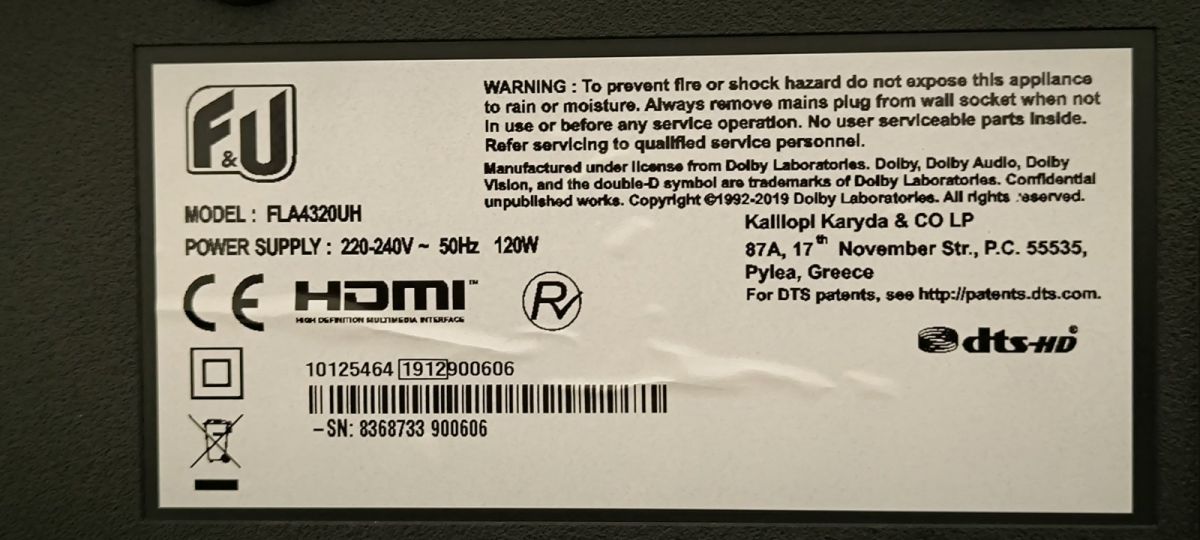 F&U
WARNING : To prevent fire or shock hazard do not expose this appliance
to rain or moisture. Always remove mains plug from wall socket when not
in use or before any service operation. No user serviceable parts inside.
Refer servicing to qualified service personnel.
Manufactured under license from Dolby Laboratories. Dolby, Dolby Audio, Dolby
Vision, and the double-D symbol are trademarks of Dolby Laboratories. Confidential
unpublished works. Copyright ©1992-2019 Dolby Laboratories. All rights reserved.
MODEL : FLA4320UH
POWER SUPPLY : 220-240V ~ 50Hz 120W
Kalliopi Karyda & CO LP
87A, 17th November Str., P.C. 55535,
Pylea, Greece
For DTS patents, see http://patents.dts.com.
CE HDMI™
HIGH DEFINITION MULTIMEDIA INTERFACE
R
dts-HD®
10125464 1912900606
–SN: 8368733 900606